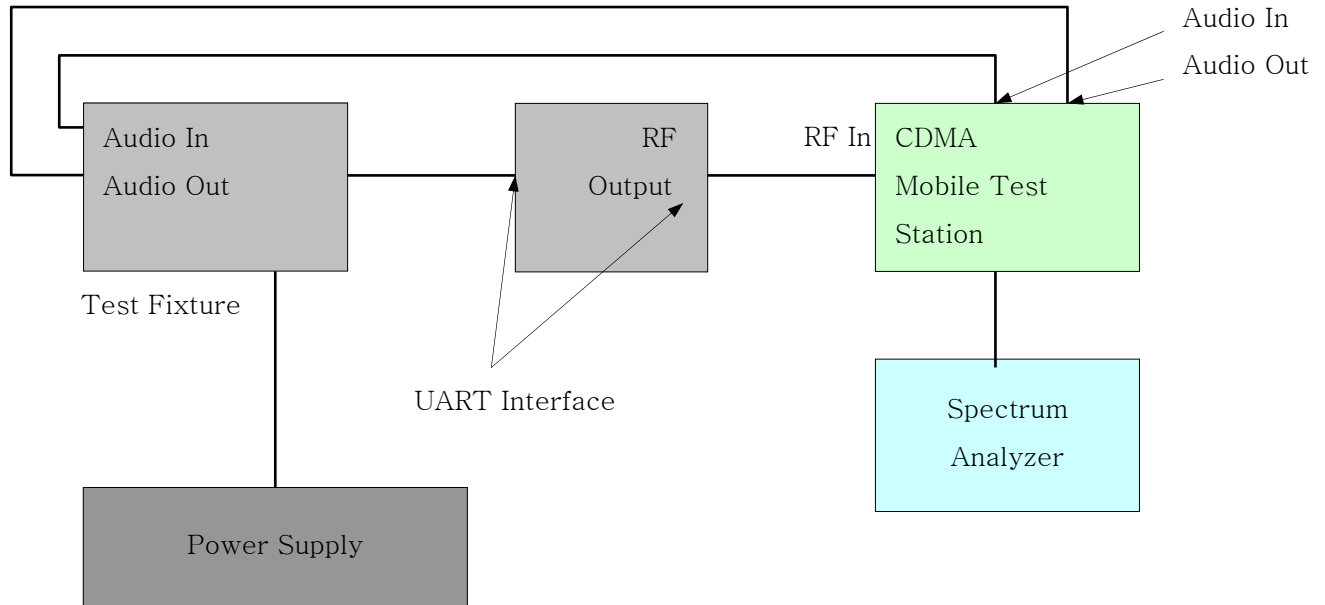 Audio In
Audio Out
Audio In
Audio Out
RF
Output
RF In
CDMA
Mobile Test
Station
Test Fixture
UART Interface
Spectrum
Analyzer
Power Supply